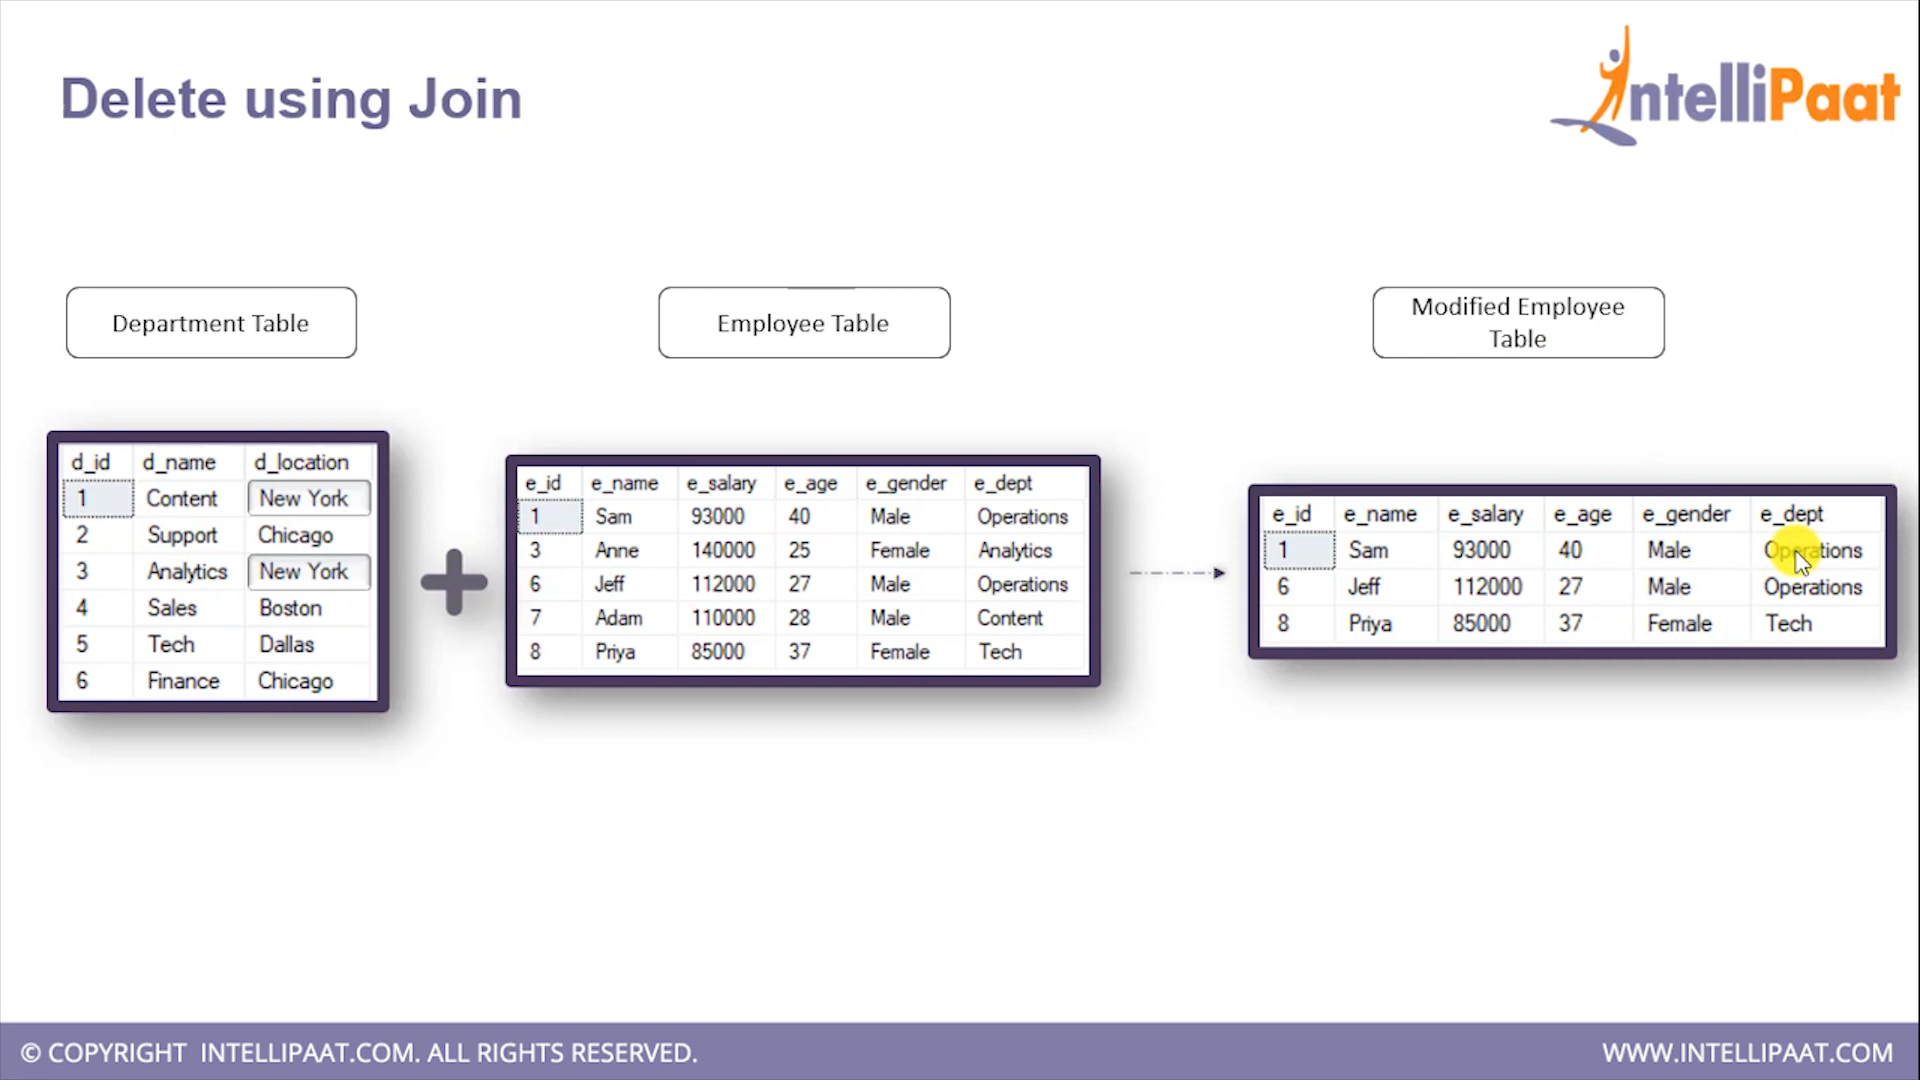 Delete using Join
IntelliPaat
Department Table
Employee Table
Modified Employee
Table
d_id d_name d_location
1 Content New York
2 Support Chicago
3 Analytics New York
4 Sales Boston
5 Tech Dallas
6 Finance Chicago
e_id e_name e_salary e_age e_gender e_dept
1 Sam 93000 40 Male Operations
3 Anne 140000 25 Female Analytics
6 Jeff 112000 27 Male Operations
7 Adam 110000 28 Male Content
8 Priya 85000 37 Female Tech
e_id e_name e_salary e_age e_gender e_dept
1 Sam 93000 40 Male Operations
6 Jeff 112000 27 Male Operations
8 Priya 85000 37 Female Tech
© COPYRIGHT INTELLIPAAT.COM. ALL RIGHTS RESERVED.
WWW.INTELLIPAAT.COM